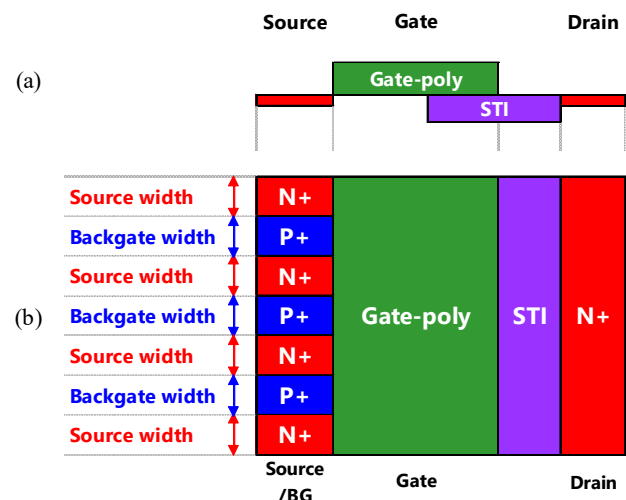 Source Gate Drain
(a)
Gate-poly
STI
Source width N+
Backgate width P+
Source width N+
(b) Backgate width P+ Gate-poly STI N+
Source width N+
Backgate width P+
Source width N+
Source
/BG
Gate
Drain